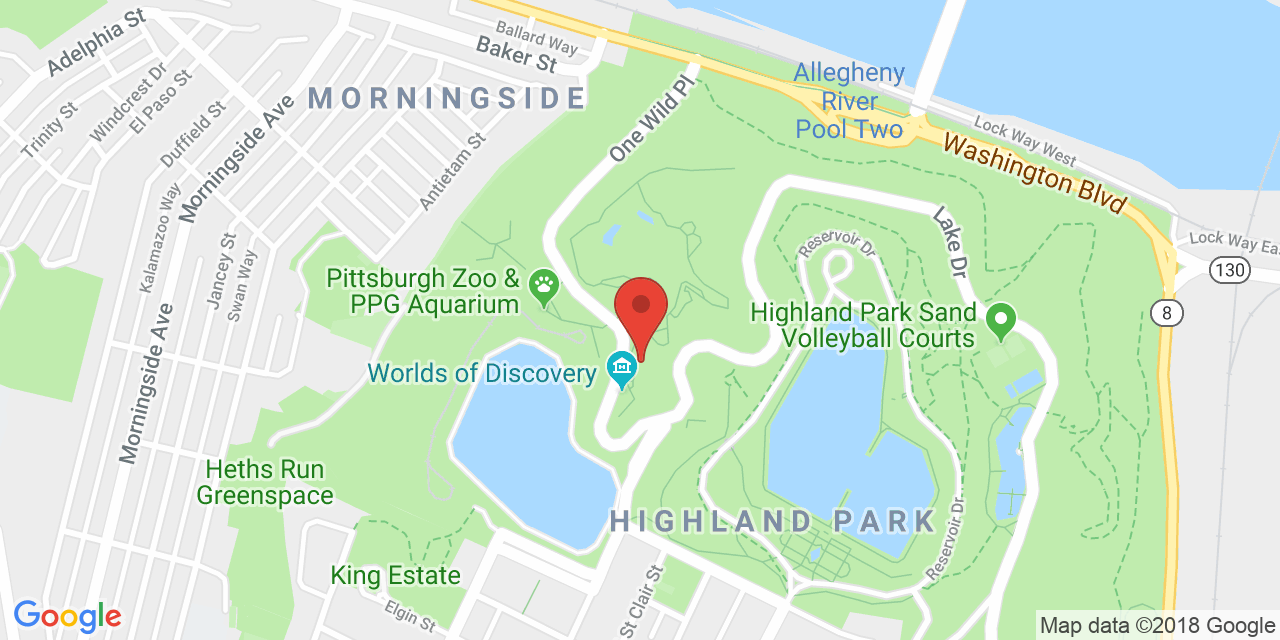 Adelphia St
Ballard Way
Baker St
Windcrest Dr
El Paso St
Trinity St
Duffield St
Morningside Ave
MORNINGSIDE
One Wild Pl
Allegheny
River
Pool Two
Lock Way West
Washington Blvd
Antietam St
Kalamazoo Way
Jancey St
Swan Way
Lake Dr
Reservoir Dr
Lock Way Eas
130
8
Pittsburgh Zoo &
PPG Aquarium
Highland Park Sand
Volleyball Courts
Morningside Ave
Worlds of Discovery
Heths Run
Greenspace
HIGHLAND PARK
Reservoir Dr
King Estate
Elgin St
St Clair St
Google
Map data ©2018 Google